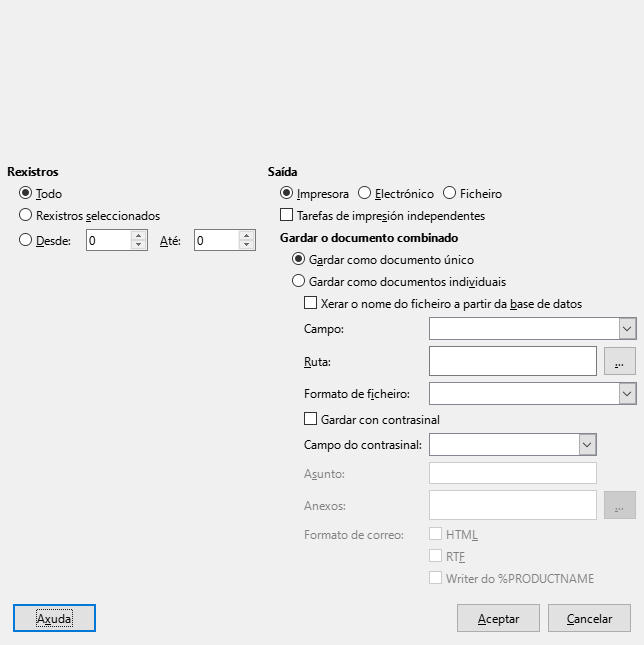 Rexistros
Todo
Rexistros seleccionados
Desde: 0 Até: 0
Saída
Impresora Electrónico Ficheiro
Tarefas de impresión independentes
Gardar o documento combinado
Gardar como documento único
Gardar como documentos individuais
Xerar o nome do ficheiro a partir da base de datos
Campo:
Ruta: ...
Formato de ficheiro:
Gardar con contrasinal
Campo do contrasinal:
Asunto:
Anexos: ...
Formato de correo: HTML
RTF
Writer do %PRODUCTNAME
Axuda Aceptar Cancelar